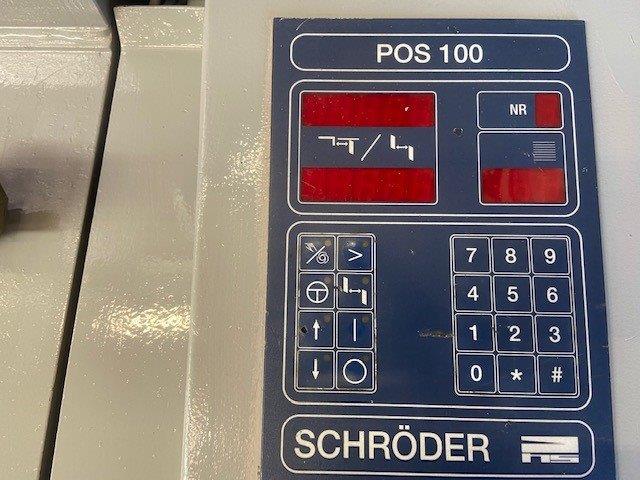 POS 100
NR
>
7 8 9
4 5 6
1 2 3
0 * #
SCHRÖDER